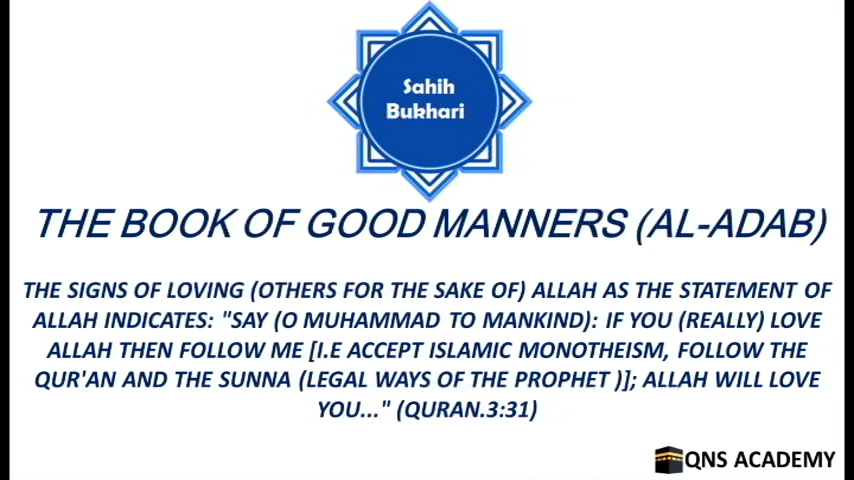 Sahih
Bukhari
THE BOOK OF GOOD MANNERS (AL-ADAB)
THE SIGNS OF LOVING (OTHERS FOR THE SAKE OF) ALLAH AS THE STATEMENT OF
ALLAH INDICATES: "SAY (O MUHAMMAD TO MANKIND): IF YOU (REALLY) LOVE
ALLAH THEN FOLLOW ME [I.E ACCEPT ISLAMIC MONOTHEISM, FOLLOW THE
QUR'AN AND THE SUNNA (LEGAL WAYS OF THE PROPHET )]; ALLAH WILL LOVE
YOU..." (QURAN.3:31)
QNS ACADEMY